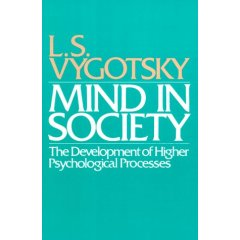 L.S.
VYGOTSKY
MIND IN
SOCIETY
The Development of Higher
Psychological Processes